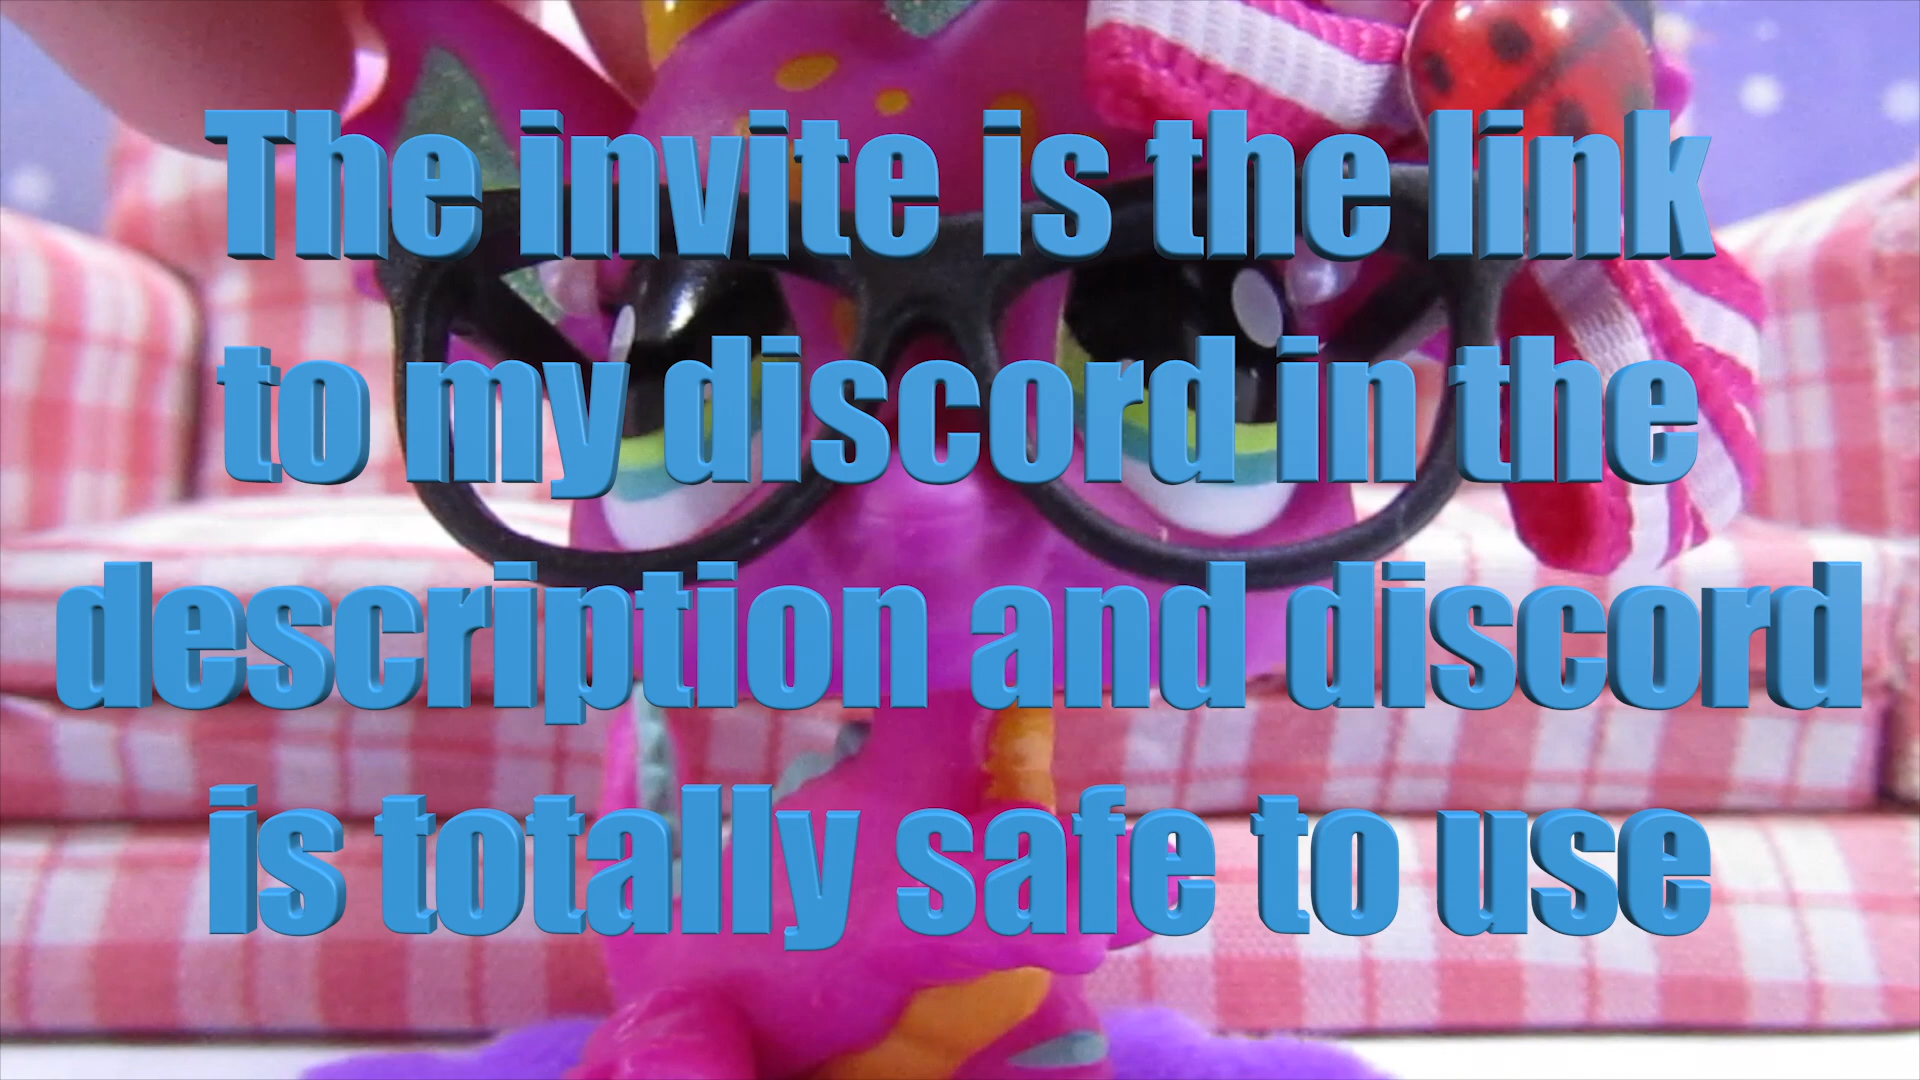 The invite is the link
to my discord in the
description and discord
is totally safe to use